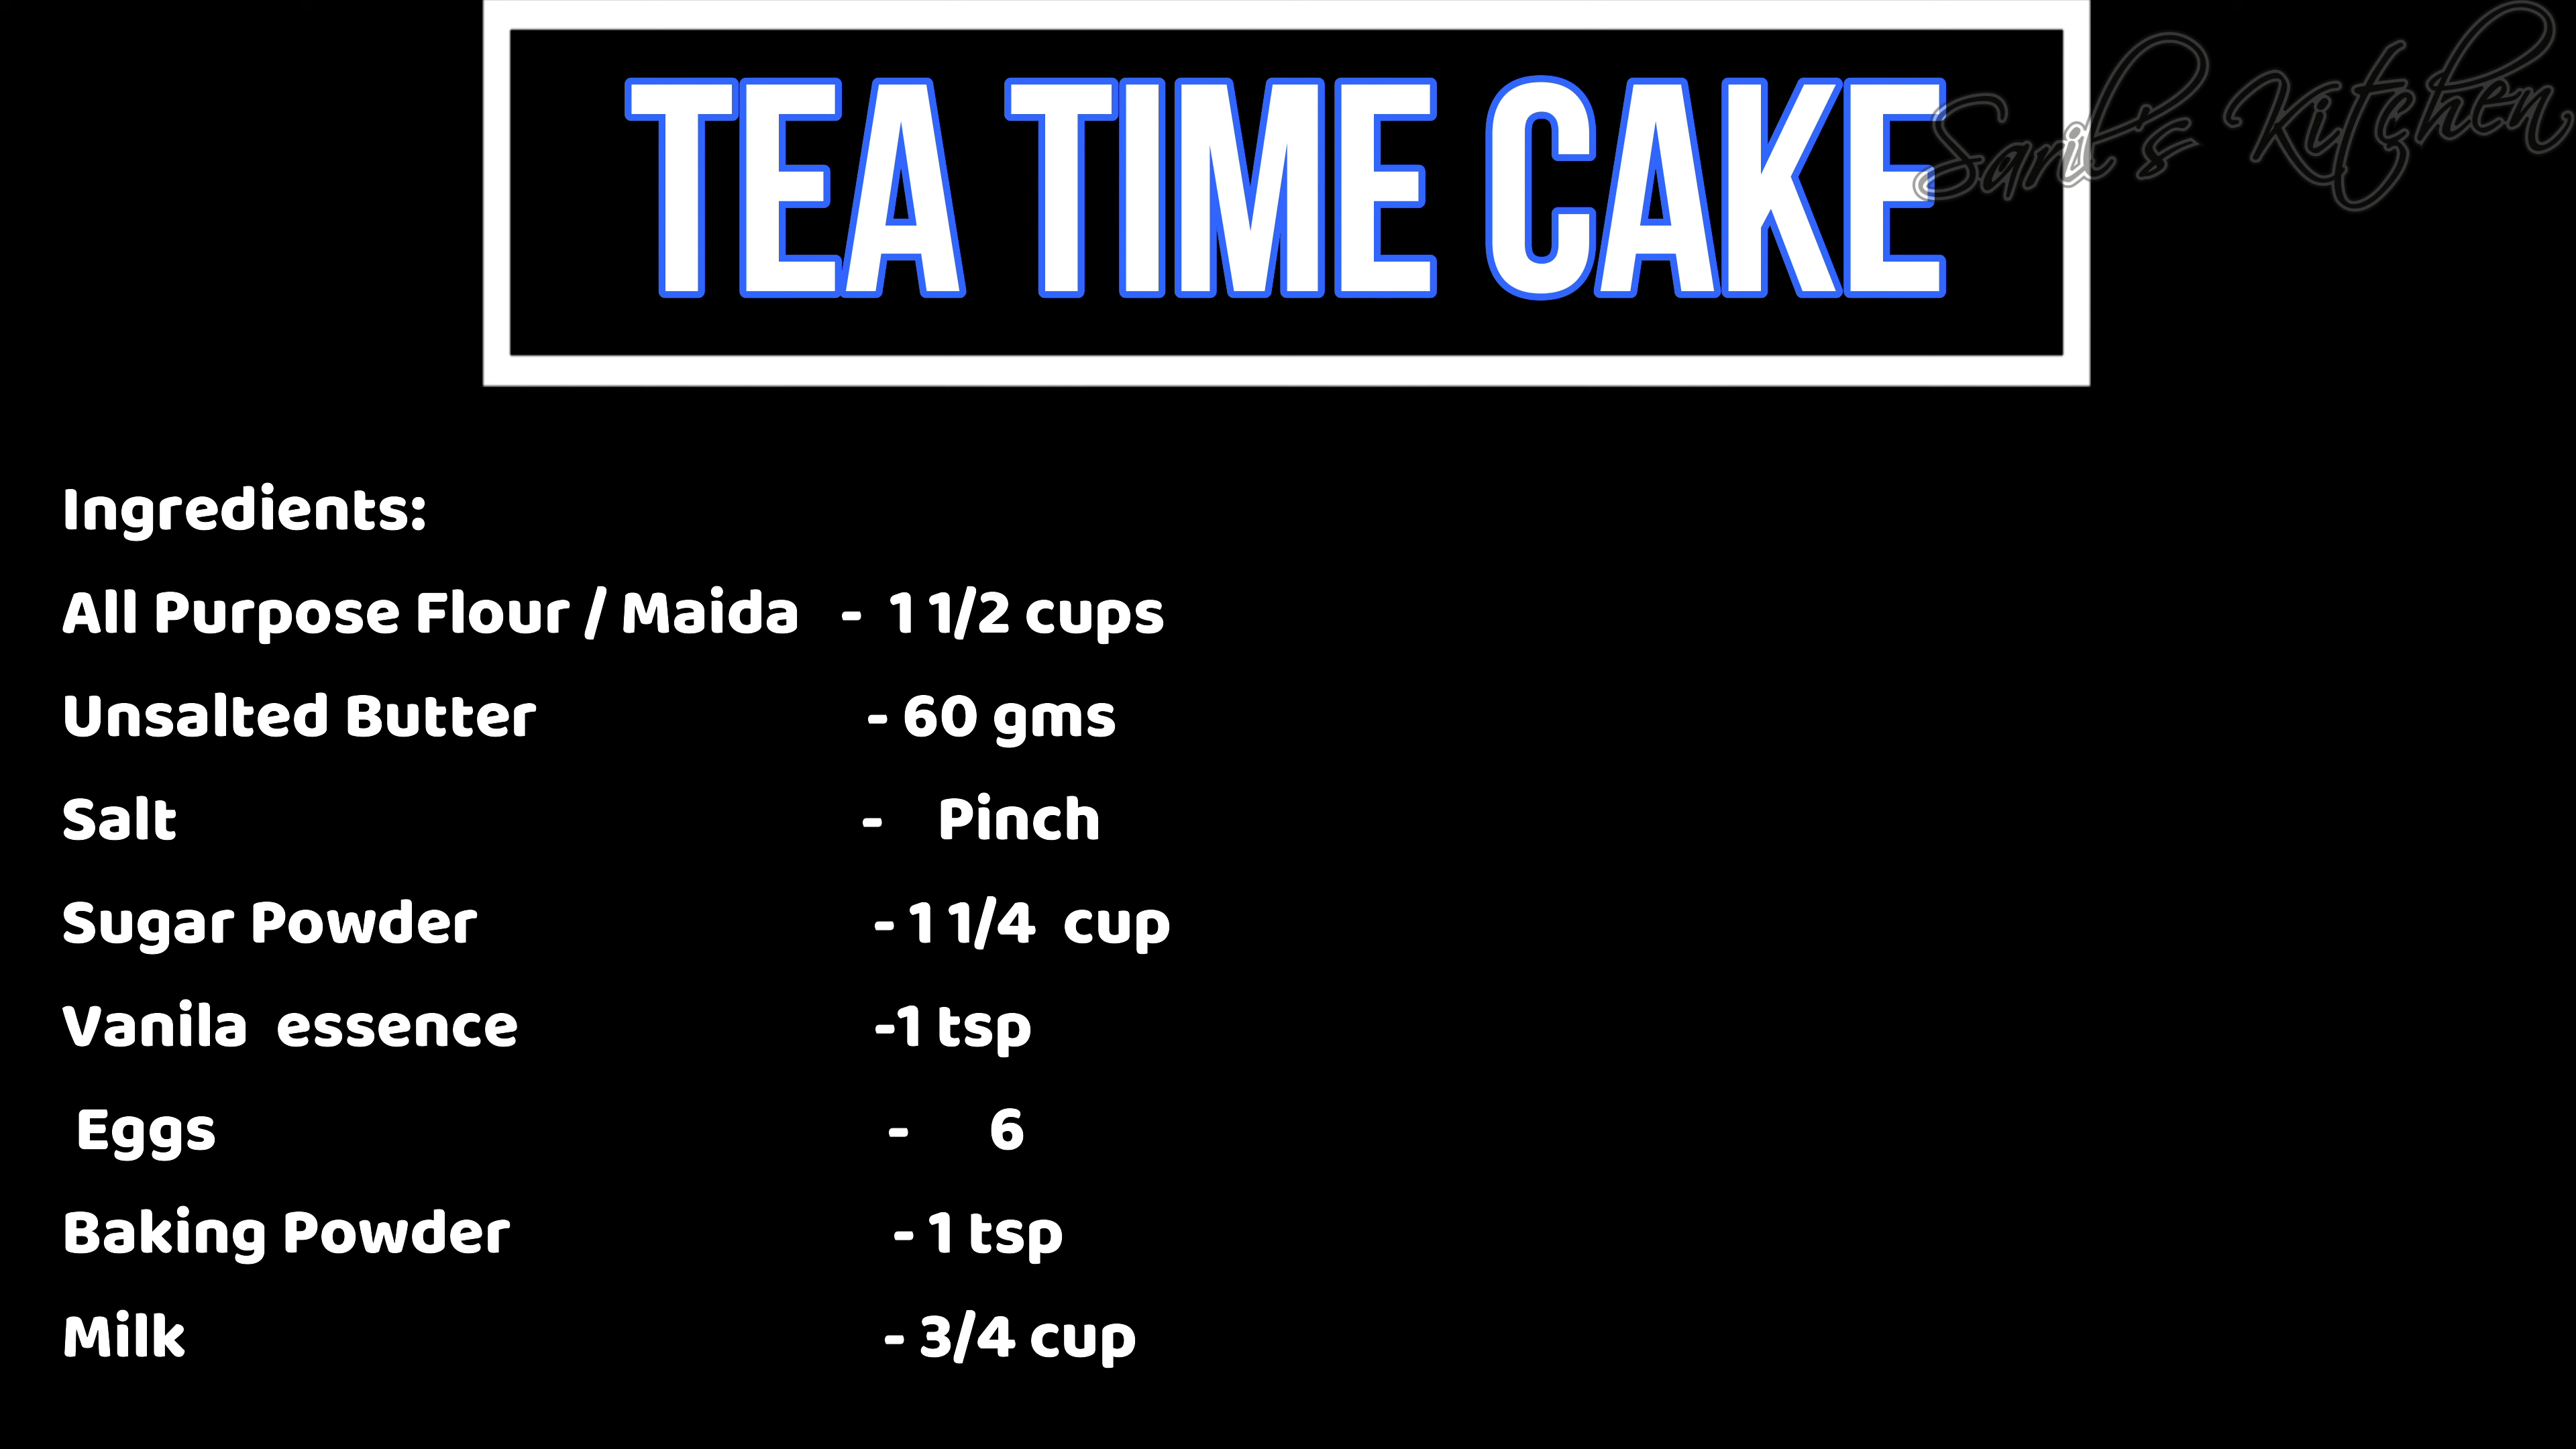 TEA TIME CAKE
Saril's Kitchen
Ingredients:
All Purpose Flour / Maida - 1 1/2 cups
Unsalted Butter - 60 gms
Salt - Pinch
Sugar Powder - 1 1/4 cup
Vanila essence -1 tsp
Eggs - 6
Baking Powder - 1 tsp
Milk - 3/4 cup